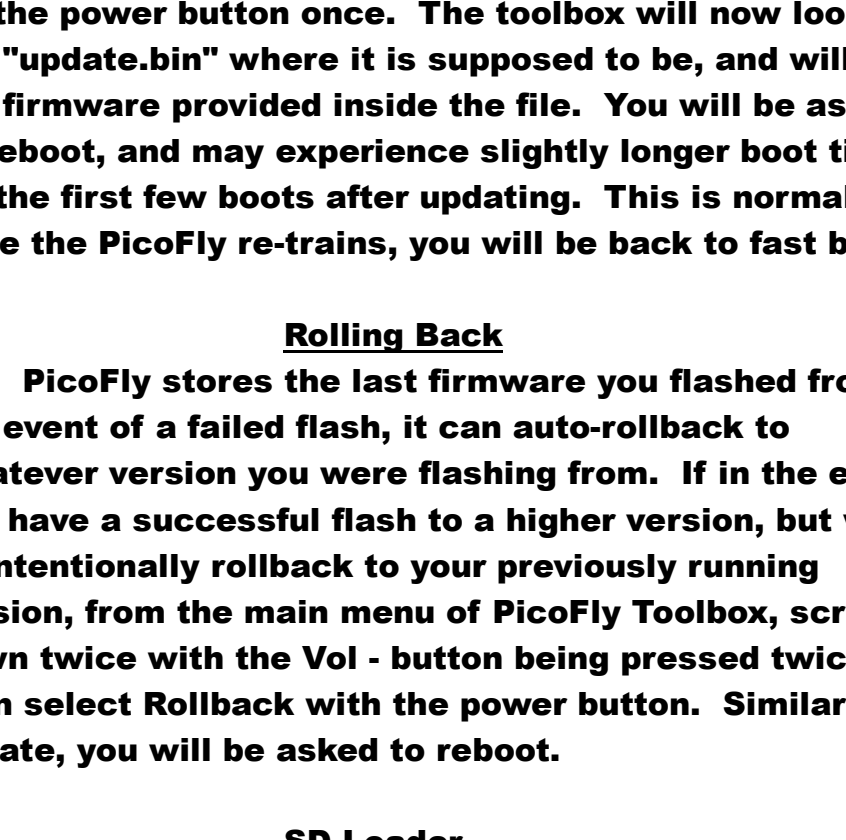 the power button once.  The toolbox will now loo
"update.bin" where it is supposed to be, and will
firmware provided inside the file.  You will be as
eboot, and may experience slightly longer boot ti
the first few boots after updating.  This is normal
e the PicoFly re-trains, you will be back to fast b
Rolling Back
PicoFly stores the last firmware you flashed fro
event of a failed flash, it can auto-rollback to
atever version you were flashing from.  If in the e
have a successful flash to a higher version, but
ntentionally rollback to your previously running
sion, from the main menu of PicoFly Toolbox, scr
wn twice with the Vol - button being pressed twic
n select Rollback with the power button.  Similar
ate, you will be asked to reboot.
SD Loader